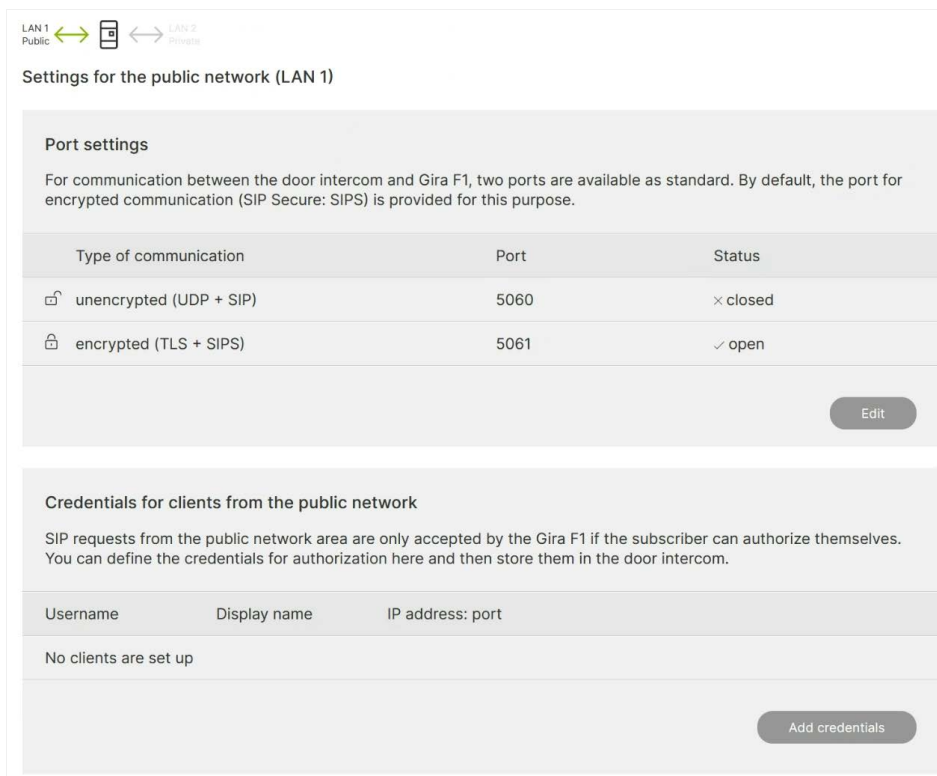 LAN 1
Public
LAN 2
Private
Settings for the public network (LAN 1)
Port settings
For communication between the door intercom and Gira F1, two ports are available as standard. By default, the port for
encrypted communication (SIP Secure: SIPS) is provided for this purpose.
Type of communication Port Status
unencrypted (UDP + SIP) 5060 × closed
encrypted (TLS + SIPS) 5061 ✓ open
Edit
Credentials for clients from the public network
SIP requests from the public network area are only accepted by the Gira F1 if the subscriber can authorize themselves.
You can define the credentials for authorization here and then store them in the door intercom.
Username Display name IP address: port
No clients are set up
Add credentials